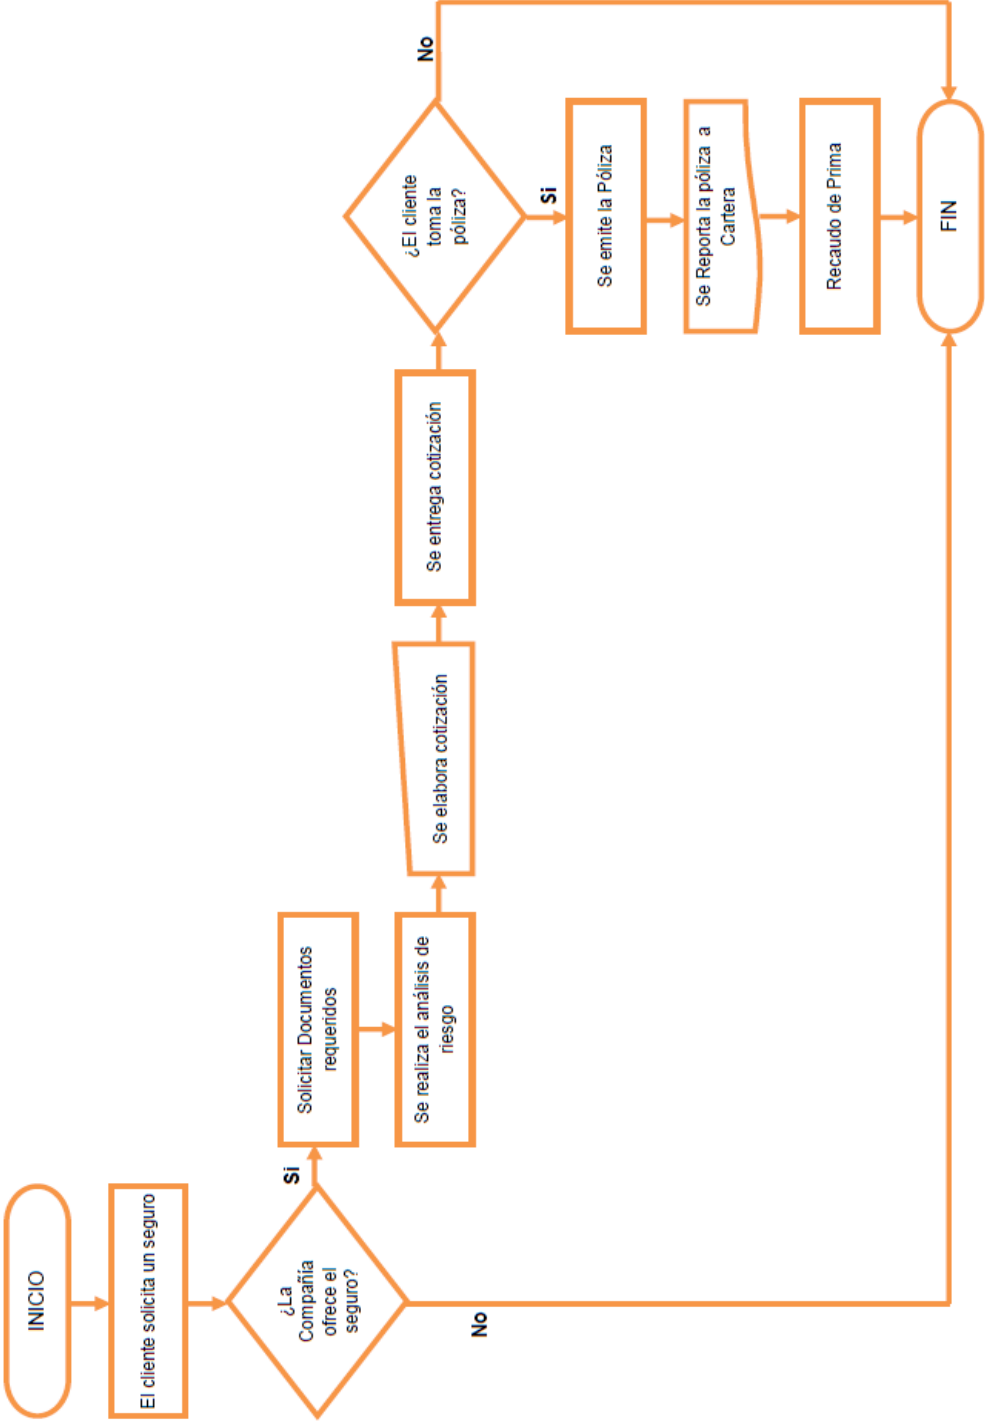 INICIO
El cliente solicita un seguro
¿La
Compañía
ofrece el
seguro?
Si
No
Solicitar Documentos
requeridos
Se realiza el análisis de
riesgo
Se elabora cotización
Se entrega cotización
¿El cliente
toma la
póliza?
No
Si
Se emite la Póliza
Se Reporta la póliza a
Cartera
Recaudo de Prima
FIN